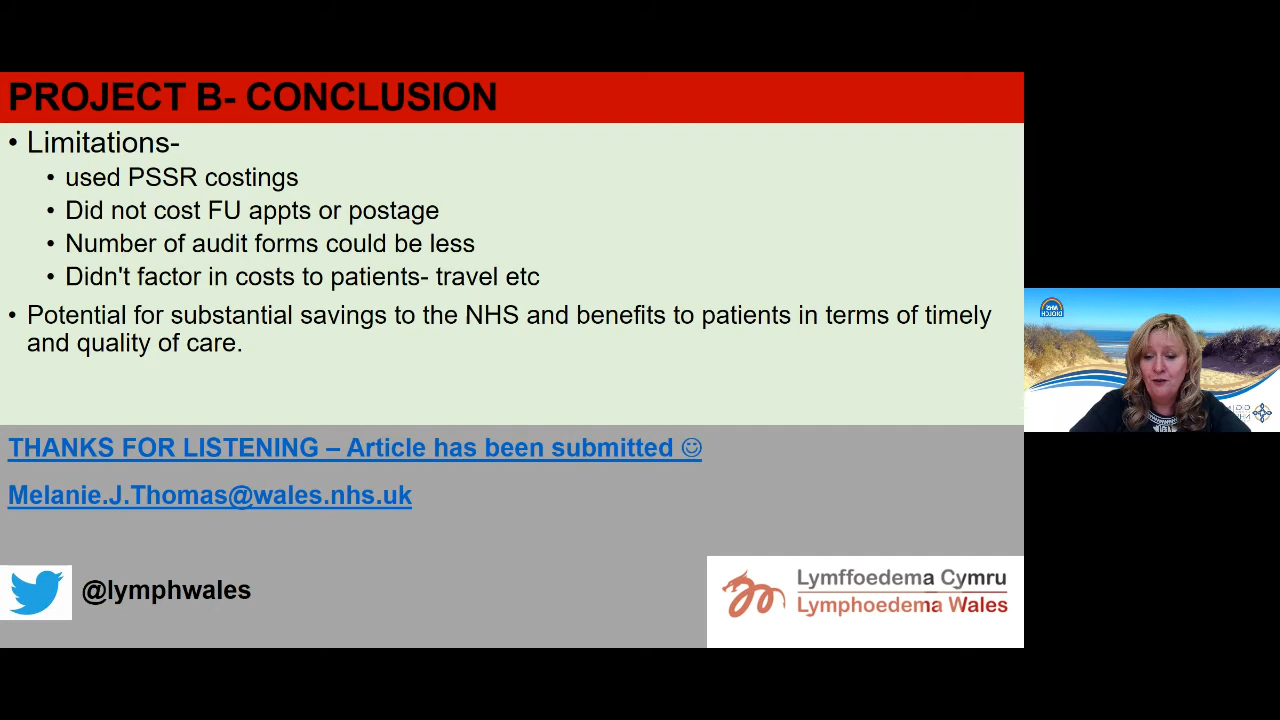 PROJECT B- CONCLUSION
• Limitations-
• used PSSR costings
• Did not cost FU appts or postage
• Number of audit forms could be less
• Didn't factor in costs to patients- travel etc
• Potential for substantial savings to the NHS and benefits to patients in terms of timely
and quality of care.
THANKS FOR LISTENING – Article has been submitted ☺
Melanie.J.Thomas@wales.nhs.uk
@lymphwales
Lymffoedema Cymru
Lymphoedema Wales
NHS
DIOLCH